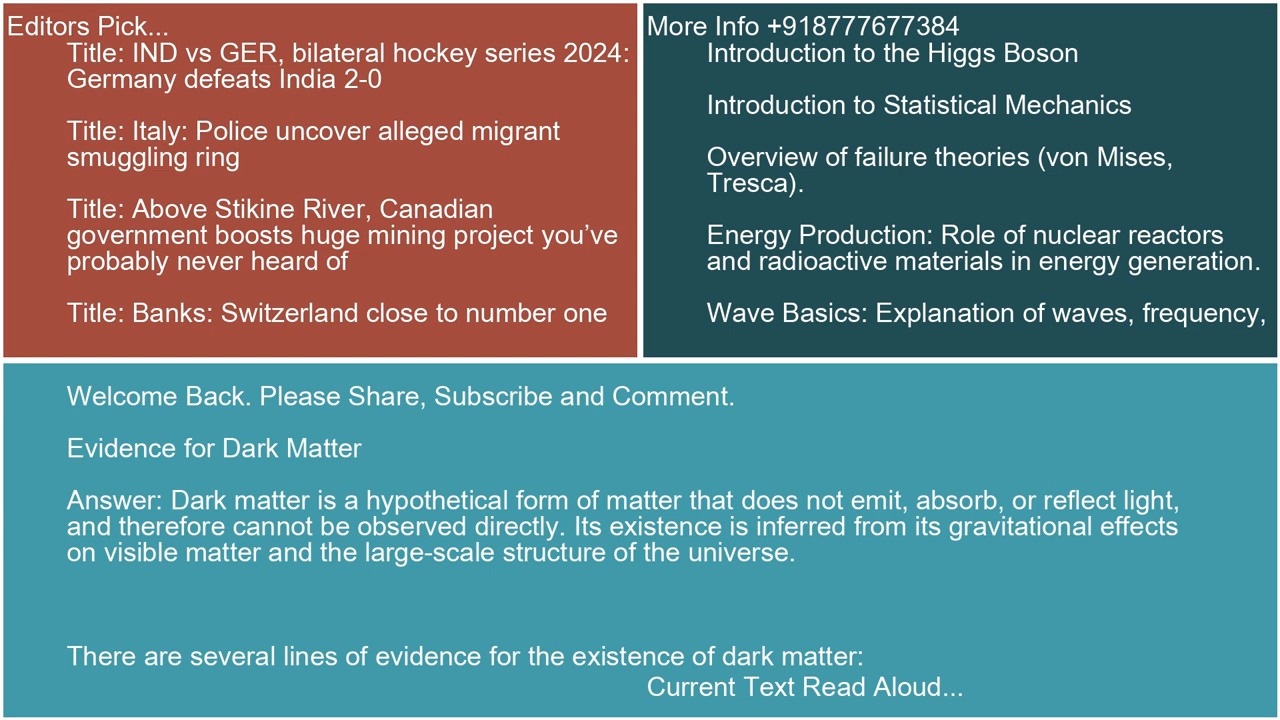 Editors Pick...
Title: IND vs GER, bilateral hockey series 2024:
Germany defeats India 2-0
Title: Italy: Police uncover alleged migrant
smuggling ring
Title: Above Stikine River, Canadian
government boosts huge mining project you’ve
probably never heard of
Title: Banks: Switzerland close to number one
More Info +918777677384
Introduction to the Higgs Boson
Introduction to Statistical Mechanics
Overview of failure theories (von Mises,
Tresca).
Energy Production: Role of nuclear reactors
and radioactive materials in energy generation.
Wave Basics: Explanation of waves, frequency,
Welcome Back. Please Share, Subscribe and Comment.
Evidence for Dark Matter
Answer: Dark matter is a hypothetical form of matter that does not emit, absorb, or reflect light,
and therefore cannot be observed directly. Its existence is inferred from its gravitational effects
on visible matter and the large-scale structure of the universe.
There are several lines of evidence for the existence of dark matter:
Current Text Read Aloud...